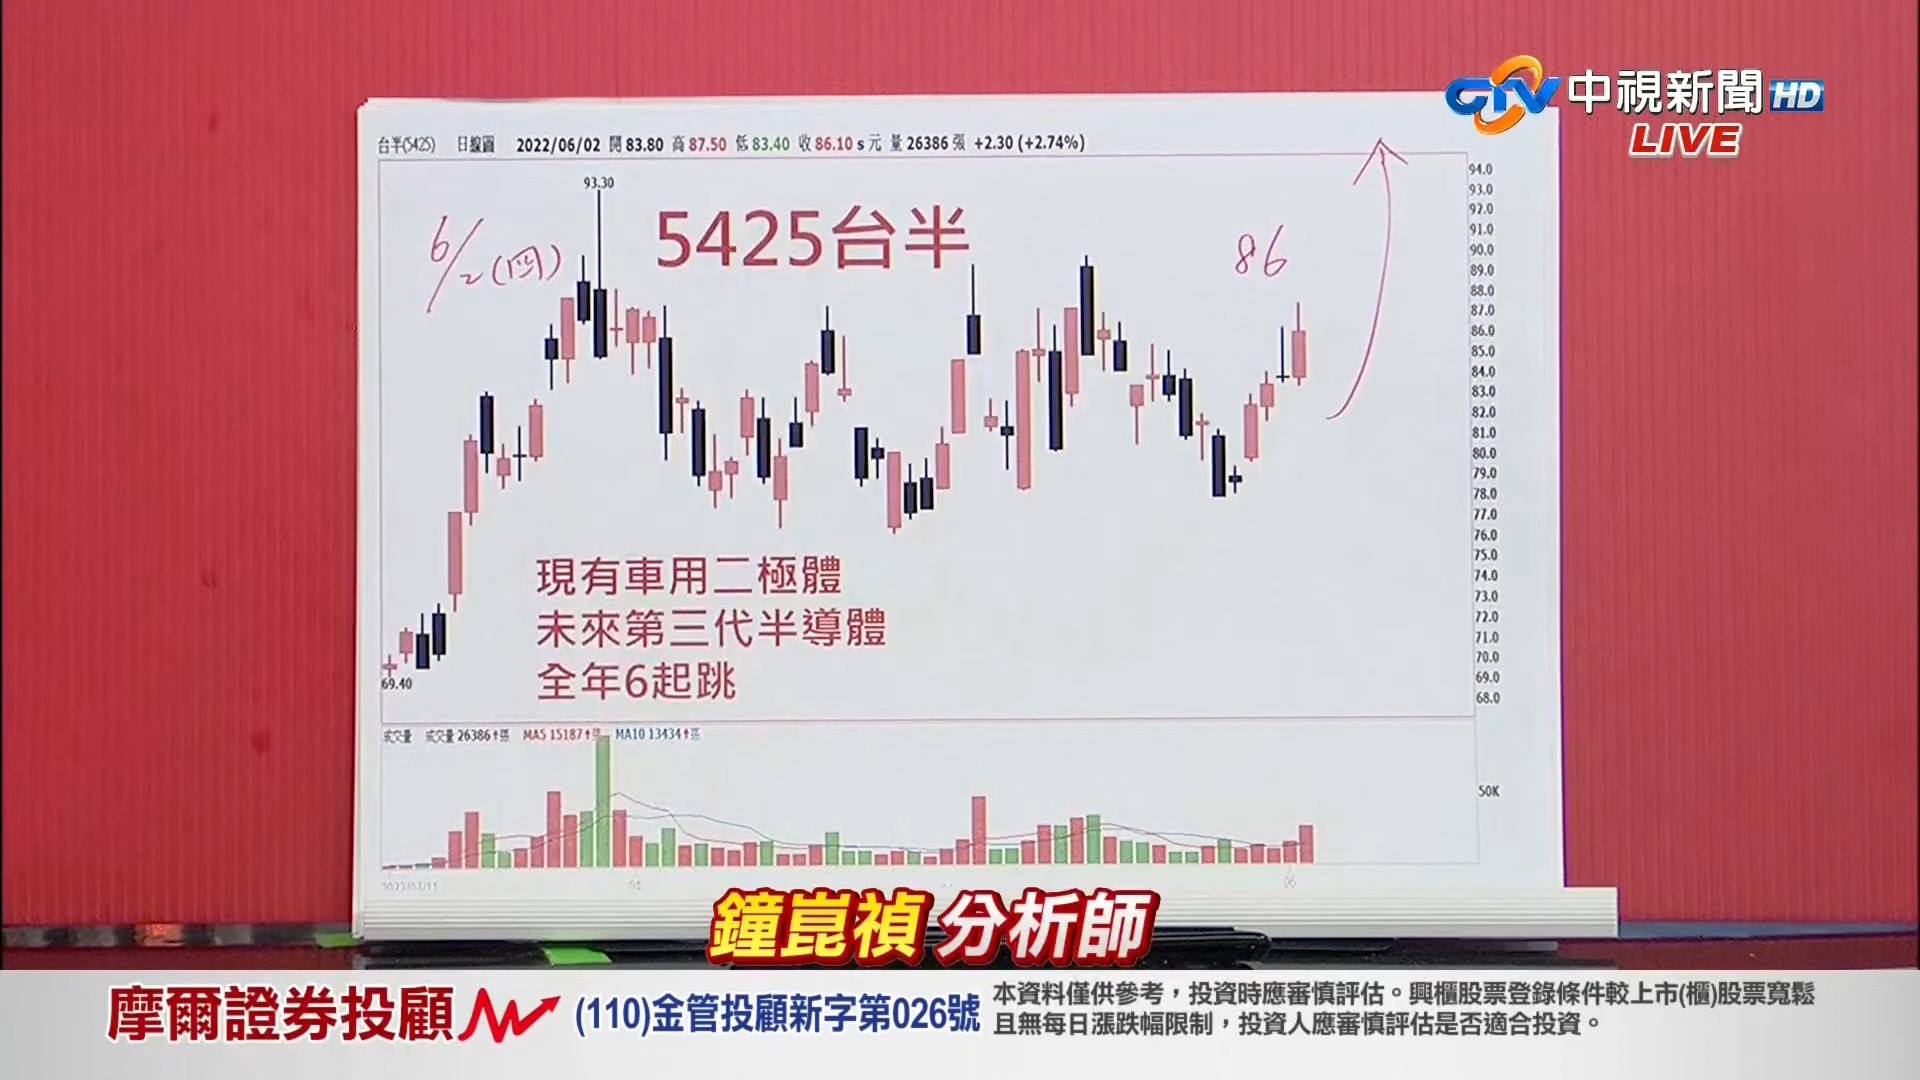 CTV 中視新聞 HD
LIVE
台半(5425) 日線圖 2022/06/02 開 83.80 高 87.50 低 83.40 收 86.10 s 元 量 26386 張 +2.30 (+2.74%)
93.30
6/2(四)
5425台半
86
94.0
93.0
92.0
91.0
90.0
89.0
88.0
87.0
86.0
85.0
84.0
83.0
82.0
81.0
80.0
79.0
78.0
77.0
76.0
75.0
74.0
73.0
72.0
71.0
70.0
69.0
68.0
現有車用二極體
未來第三代半導體
全年6起跳
69.40
成交量 成交量 26386↑張 MA5 15187↑張 MA10 13434↑張
50K
06
鐘崑禎 分析師
摩爾證券投顧
(110)金管投顧新字第026號
本資料僅供參考，投資時應審慎評估。興櫃股票登錄條件較上市(櫃)股票寬鬆
且無每日漲跌幅限制，投資人應審慎評估是否適合投資。